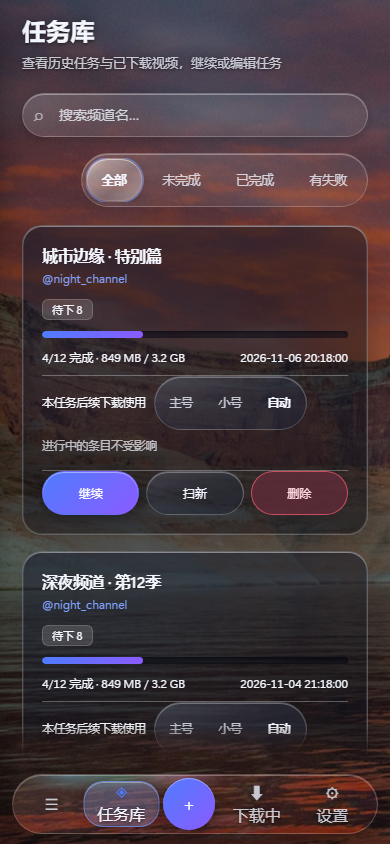 任务库
查看历史任务与已下载视频，继续或编辑任务
搜索频道名...
全部 未完成 已完成 有失败
城市边缘 · 特别篇
@night_channel
待下 8
4/12 完成 · 849 MB / 3.2 GB 2026-11-06 20:18:00
本任务后续下载使用 主号 小号 自动
进行中的条目不受影响
继续 扫新 删除
深夜频道 · 第12季
@night_channel
待下 8
4/12 完成 · 849 MB / 3.2 GB 2026-11-04 21:18:00
本任务后续下载使用 主号 小号 自动
任务库 + 下载中 设置